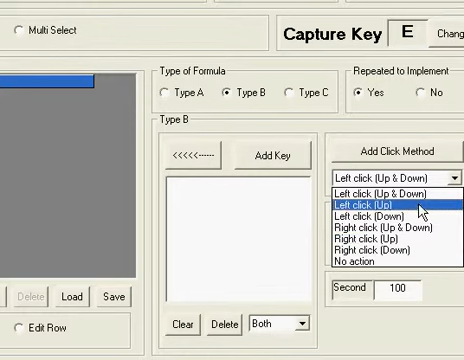 Multi Select
Capture Key E Chang
Type of Formula
Type A Type B Type C
Repeated to Implement
Yes No
Type B
<<<<<------
Add Key
Add Click Method
Left click (Up & Down)
Left click (Up & Down)
Left click (Up)
Left click (Down)
Right click (Up & Down)
Right click (Up)
Right click (Down)
No action
Second 100
Delete Load Save
Clear Delete Both
Edit Row